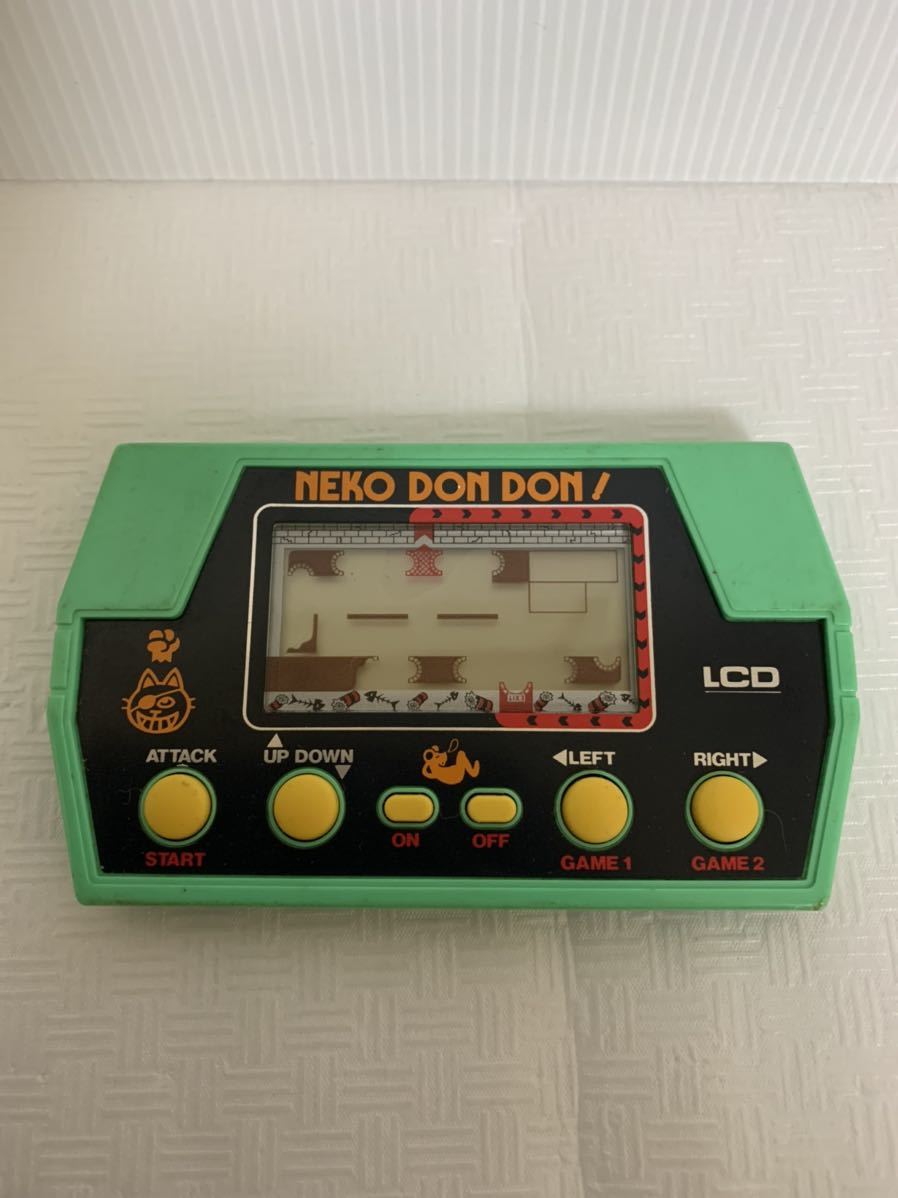 NEKO DON DON!
LCD
ATTACK
UP DOWN
LEFT
RIGHT
ON
OFF
START
GAME 1
GAME 2